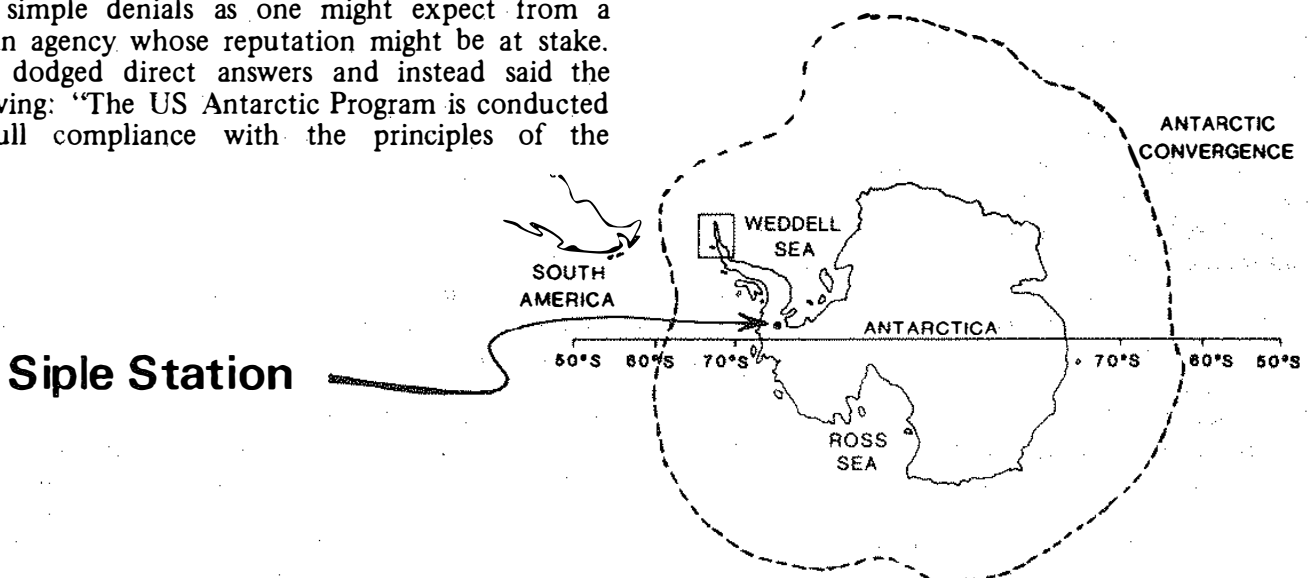 simple denials as one might expect from a
n agency whose reputation might be at stake.
dodged direct answers and instead said the
wing: “The US Antarctic Program is conducted
ull compliance with the principles of the
ANTARCTIC
CONVERGENCE
WEDDELL
SEA
SOUTH
AMERICA
ANTARCTICA
50°S 60°S 70°S 70°S 60°S 50°S
Siple Station
ROSS
SEA